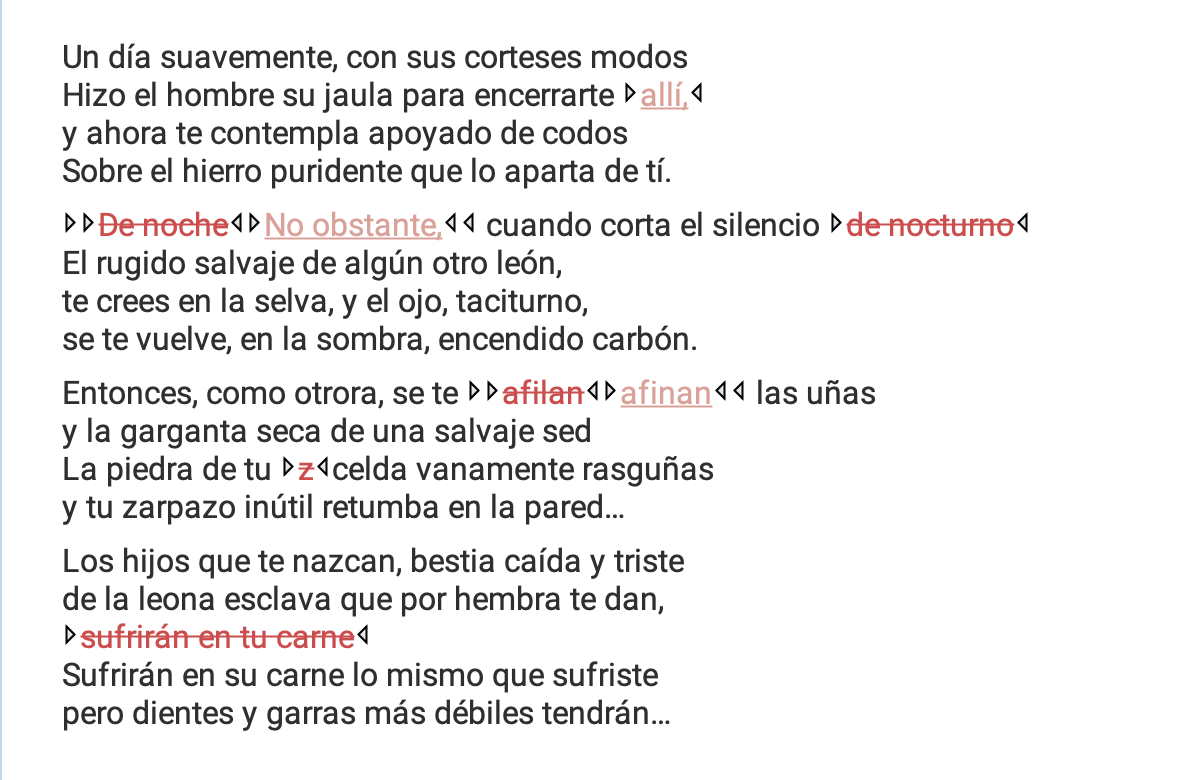 Un día suavemente, con sus corteses modos
Hizo el hombre su jaula para encerrarte allí,
y ahora te contempla apoyado de codos
Sobre el hierro puridente que lo aparta de tí.
De noche No obstante, cuando corta el silencio de nocturno
El rugido salvaje de algún otro león,
te crees en la selva, y el ojo, taciturno,
se te vuelve, en la sombra, encendido carbón.
Entonces, como otrora, se te afilan afinan las uñas
y la garganta seca de una salvaje sed
La piedra de tu z celda vanamente rasguñas
y tu zarpazo inútil retumba en la pared…
Los hijos que te nazcan, bestia caída y triste
de la leona esclava que por hembra te dan,
sufrirán en tu carne
Sufrirán en su carne lo mismo que sufriste
pero dientes y garras más débiles tendrán…